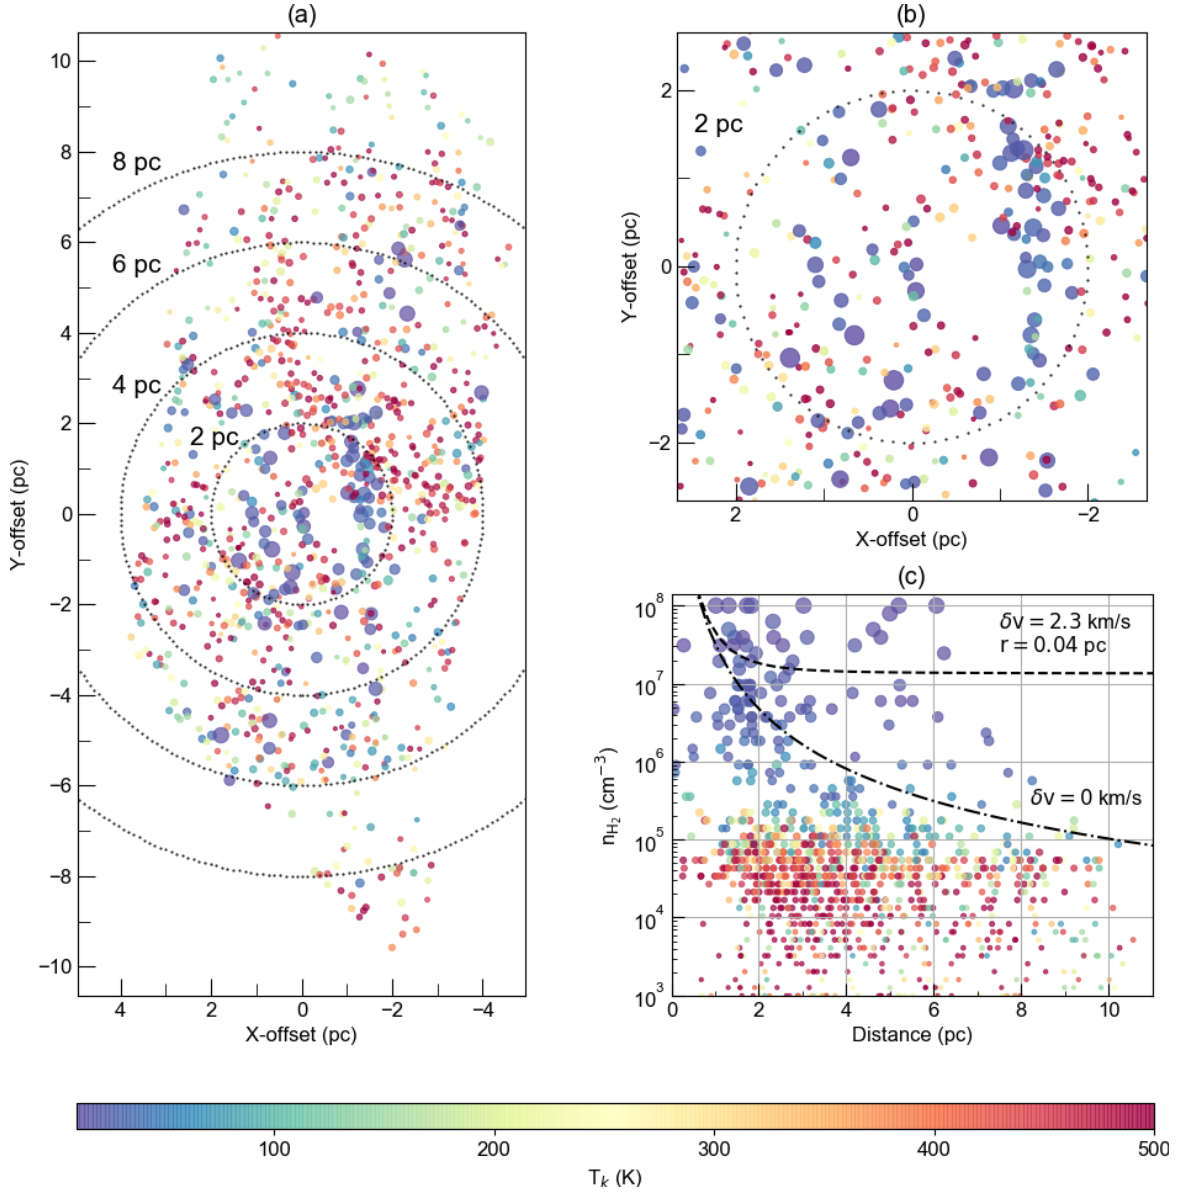 (a)
10
8
6
4
2
0
−2
−4
−6
−8
−10
8 pc
6 pc
4 pc
2 pc
Y-offset (pc)
4
2
0
−2
−4
X-offset (pc)
(b)
2
0
−2
2 pc
Y-offset (pc)
2
0
−2
X-offset (pc)
(c)
10⁸
10⁷
10⁶
10⁵
10⁴
10³
n_H₂ (cm⁻³)
δv = 2.3 km/s
r = 0.04 pc
δv = 0 km/s
0
2
4
6
8
10
Distance (pc)
100
200
300
400
500
T_k (K)